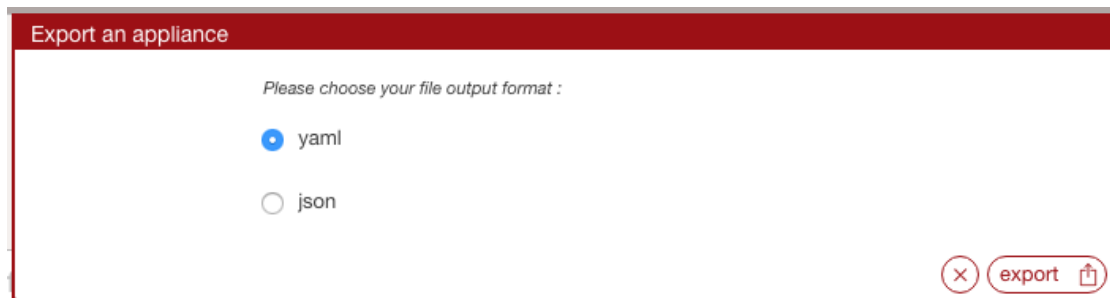 Export an appliance
Please choose your file output format :
yaml
json
export